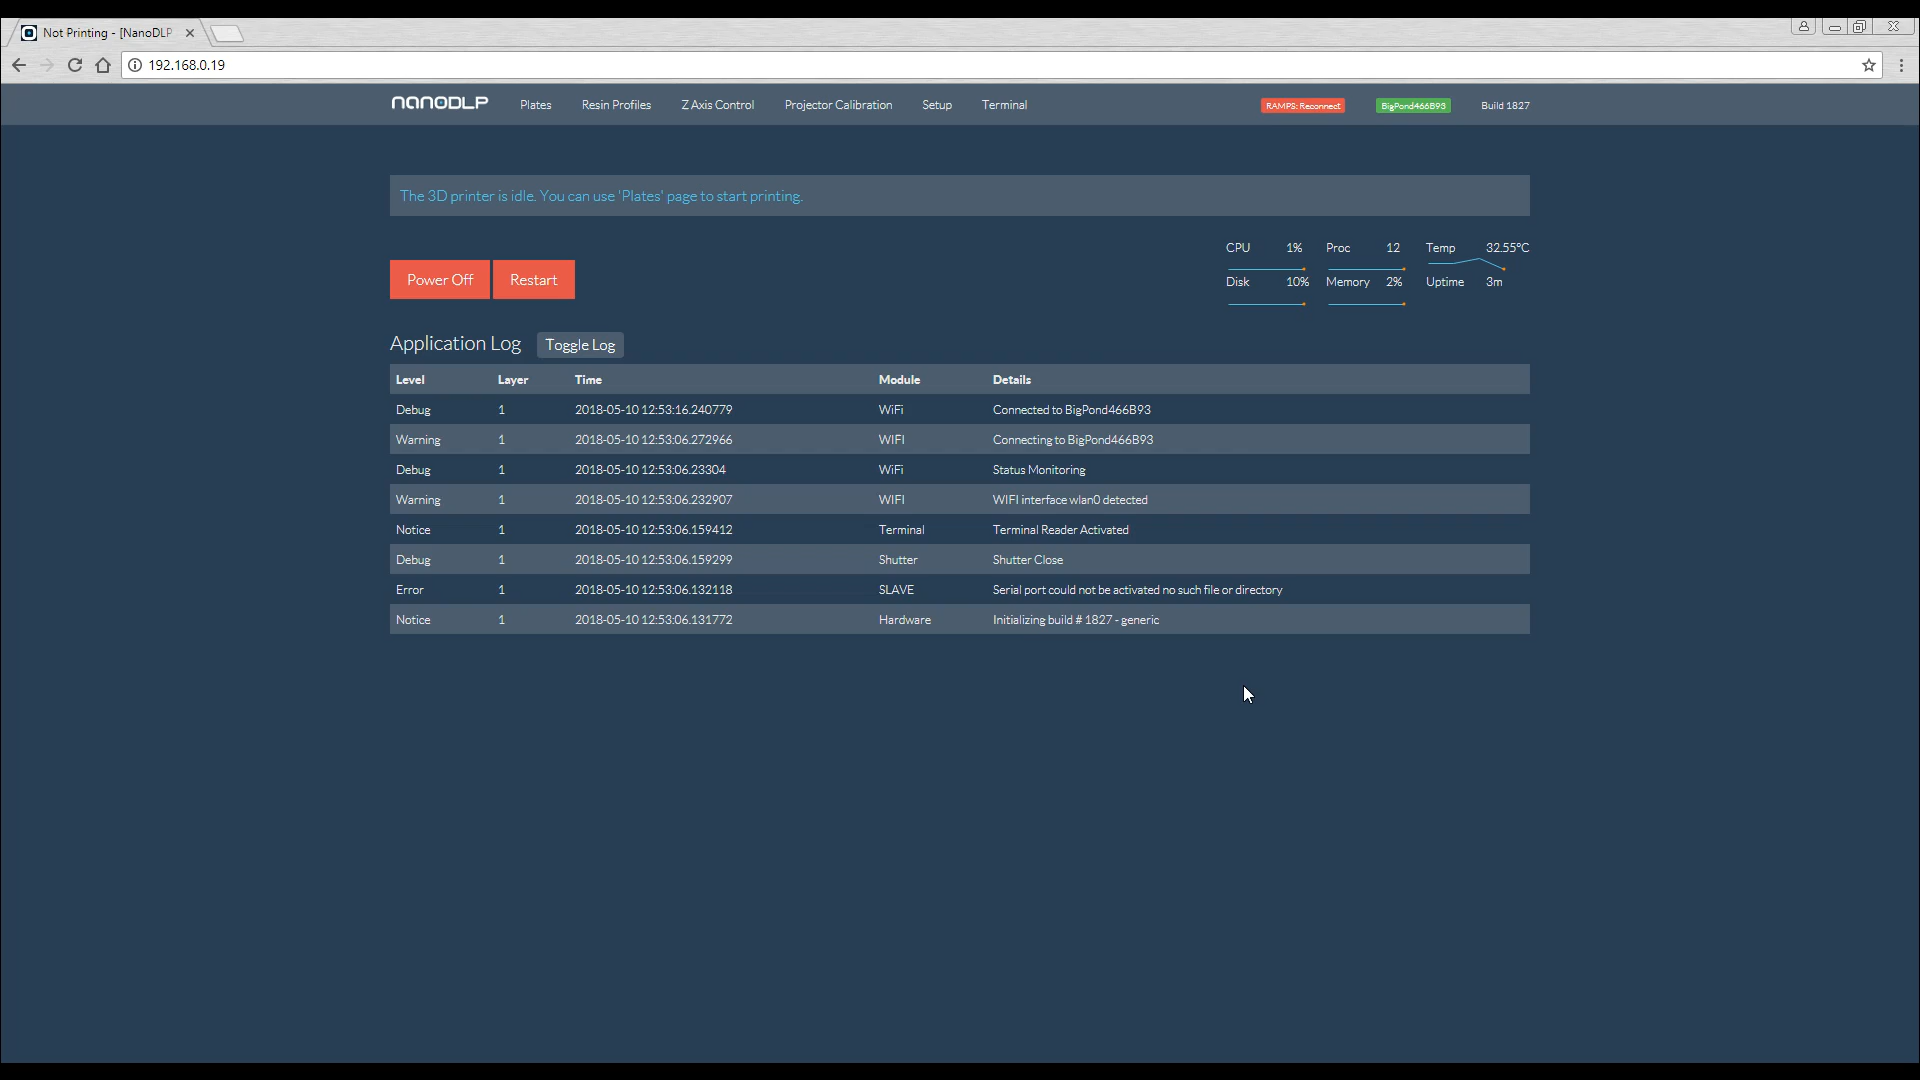 Not Printing - [NanoDLP
192.168.0.19
nanoDLP Plates Resin Profiles Z Axis Control Projector Calibration Setup Terminal RAMPS: Reconnect BigPond466B93 Build 1827
The 3D printer is idle. You can use 'Plates' page to start printing.
CPU 1% Proc 12 Temp 32.55°C
Power Off Restart
Disk 10% Memory 2% Uptime 3m
Application Log Toggle Log
Level Layer Time Module Details
Debug 1 2018-05-10 12:53:16.240779 WiFi Connected to BigPond466B93
Warning 1 2018-05-10 12:53:06.272966 WIFI Connecting to BigPond466B93
Debug 1 2018-05-10 12:53:06.23304 WiFi Status Monitoring
Warning 1 2018-05-10 12:53:06.232907 WIFI WIFI interface wlan0 detected
Notice 1 2018-05-10 12:53:06.159412 Terminal Terminal Reader Activated
Debug 1 2018-05-10 12:53:06.159299 Shutter Shutter Close
Error 1 2018-05-10 12:53:06.132118 SLAVE Serial port could not be activated no such file or directory
Notice 1 2018-05-10 12:53:06.131772 Hardware Initializing build # 1827 - generic